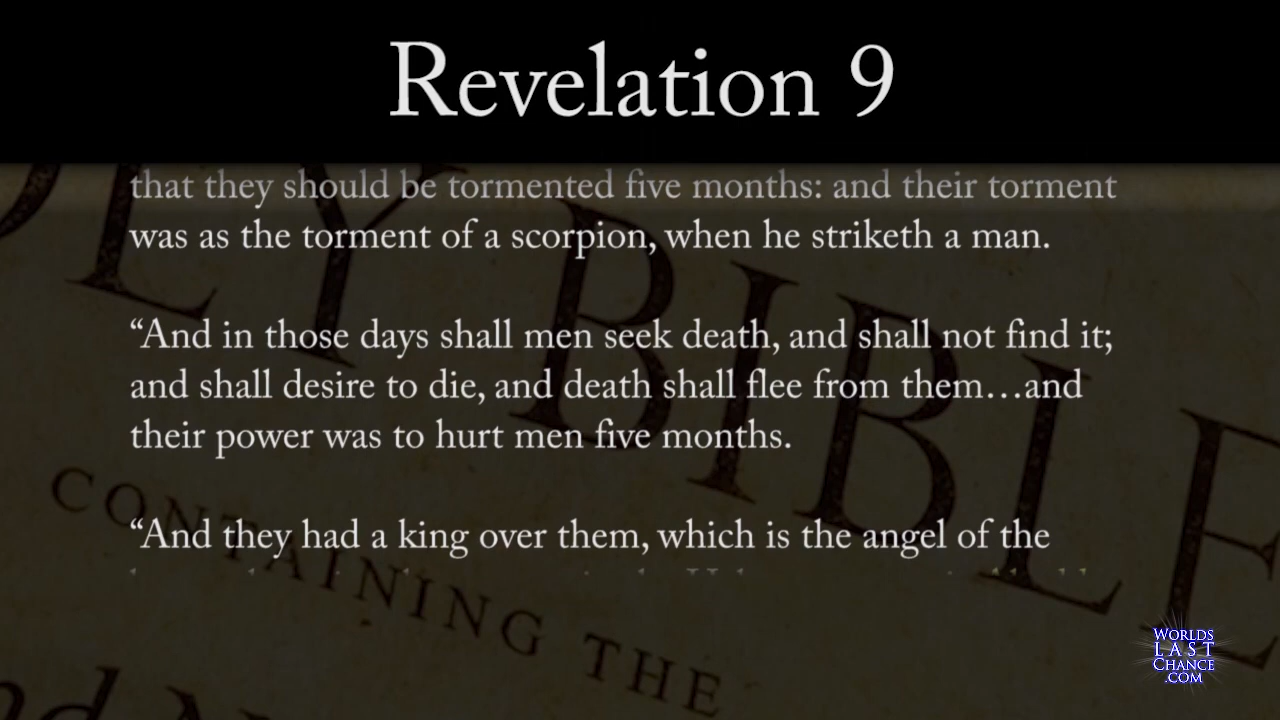 Revelation 9
that they should be tormented five months: and their torment
was as the torment of a scorpion, when he striketh a man.
“And in those days shall men seek death, and shall not find it;
and shall desire to die, and death shall flee from them…and
their power was to hurt men five months.
“And they had a king over them, which is the angel of the
LY BIBLE
CONTAINING THE
WORLDS
LAST
CHANCE
.COM